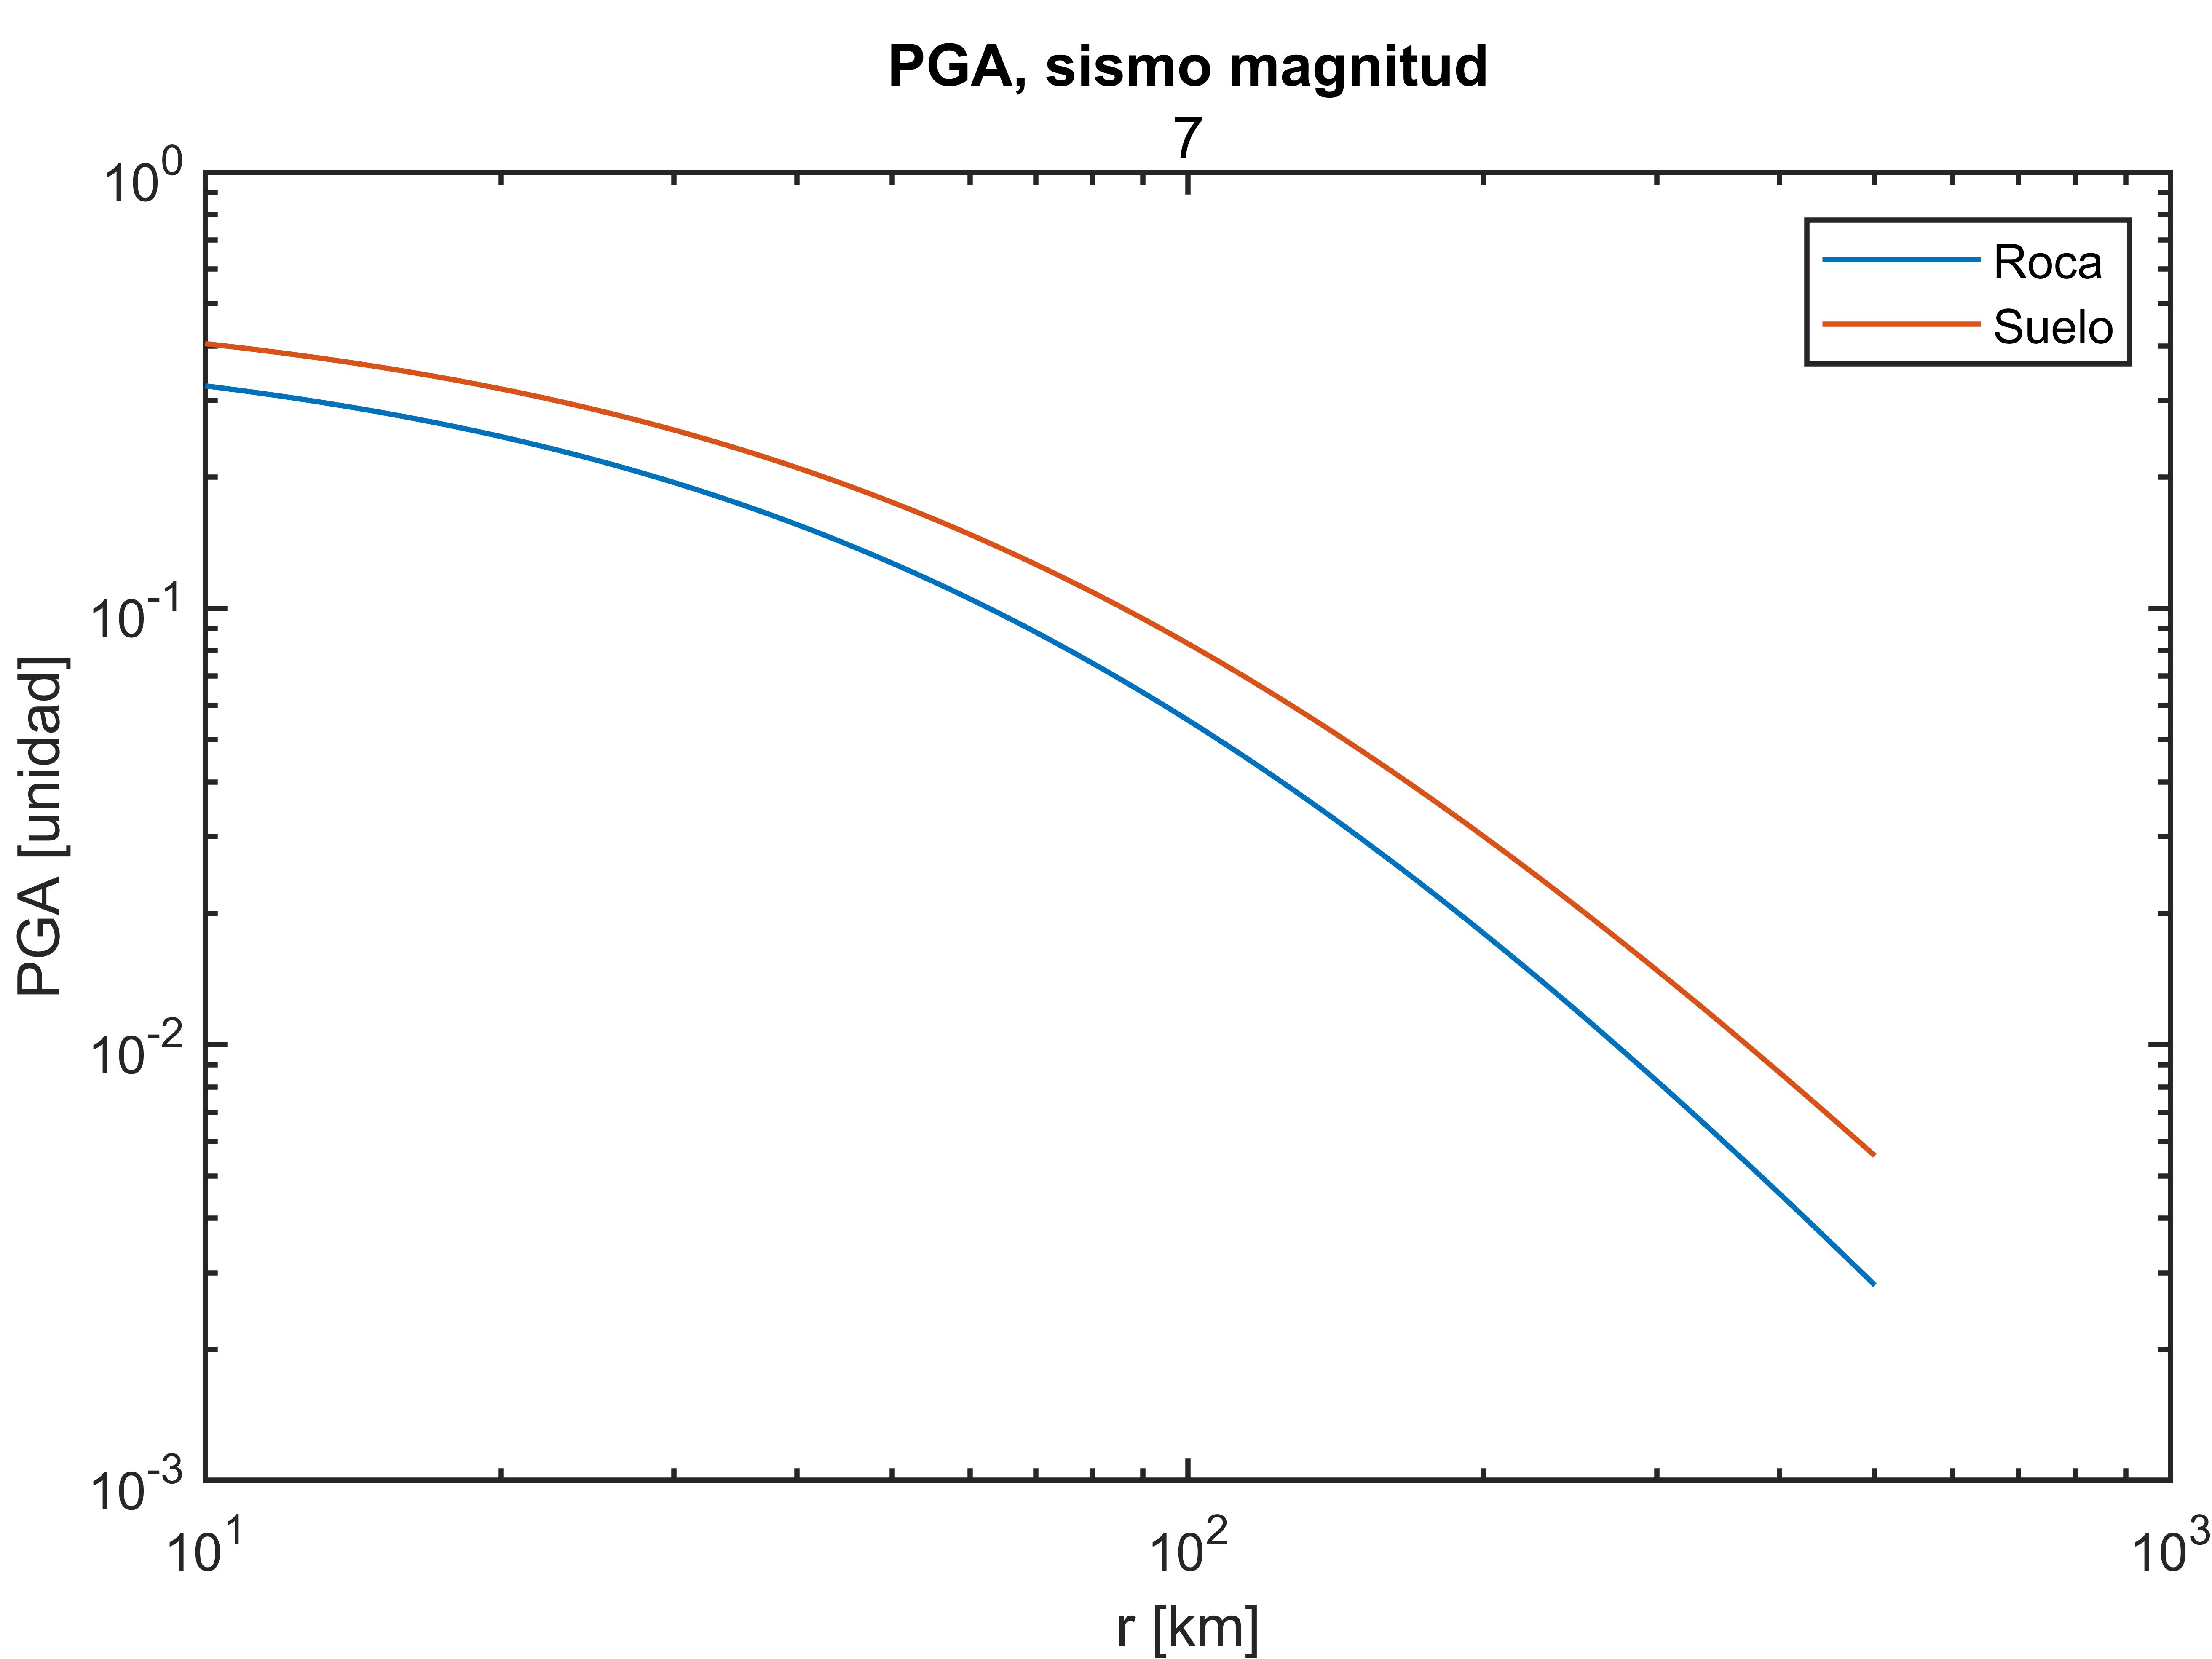 PGA, sismo magnitud
7
10^0
10^-1
10^-2
10^-3
PGA [unidad]
Roca
Suelo
10^1
10^2
10^3
r [km]